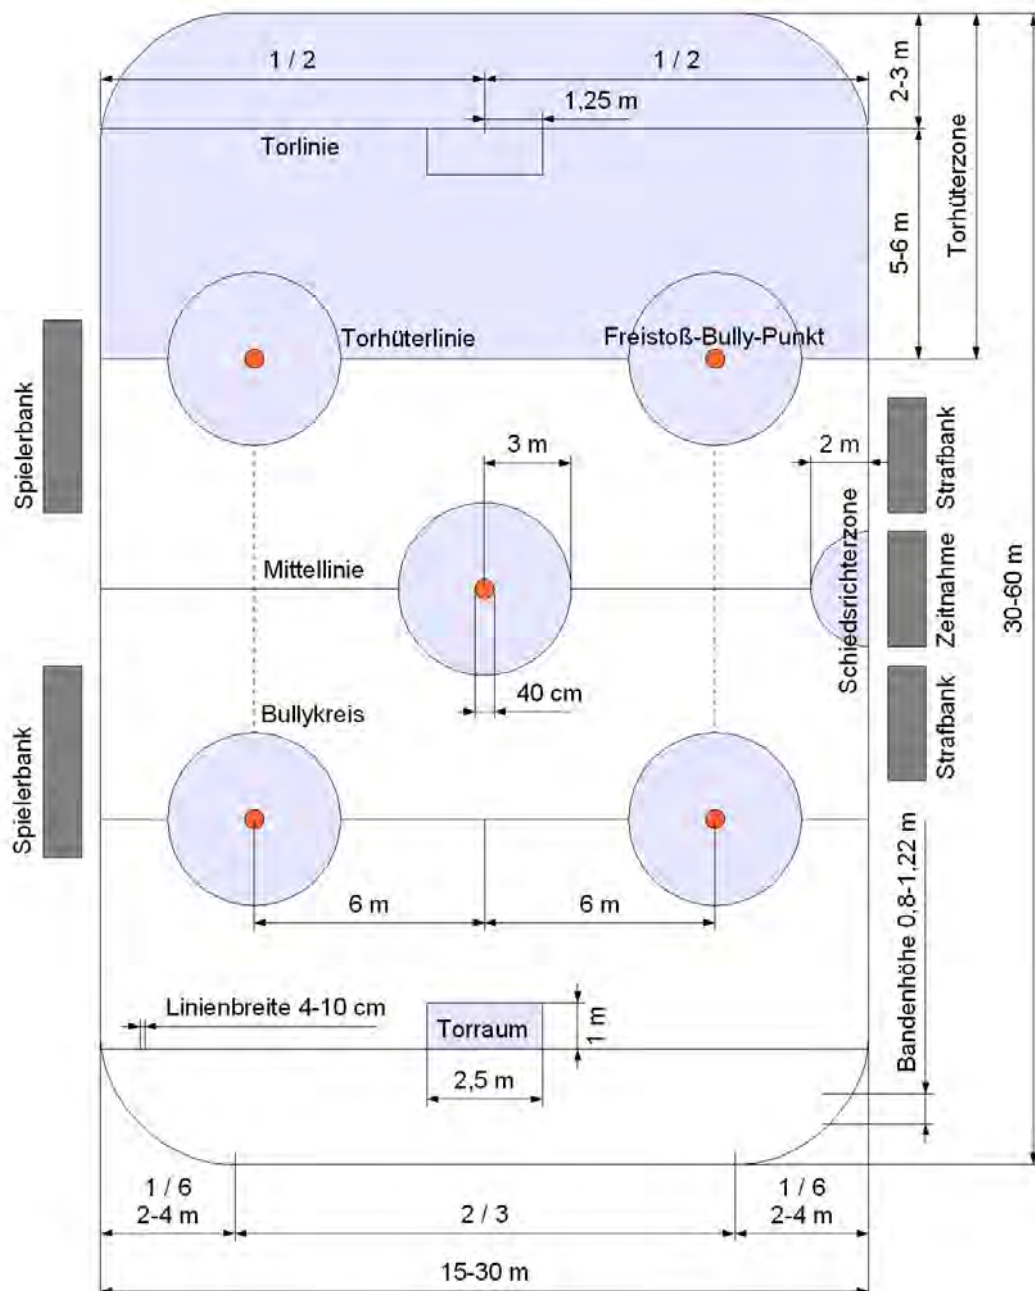 1 / 2
1 / 2
2-3 m
1,25 m
Torlinie
Torhüterzone
5-6 m
Torhüterlinie
Freistoß-Bully-Punkt
Spielerbank
3 m
2 m
Strafbank
Schiedsrichterzone
Mittellinie
Zeitnahme
30-60 m
40 cm
Bullykreis
Strafbank
Spielerbank
6 m
6 m
Bandenhöhe 0,8-1,22 m
Linienbreite 4-10 cm
Torraum
1 m
2,5 m
1 / 6
2-4 m
2 / 3
1 / 6
2-4 m
15-30 m